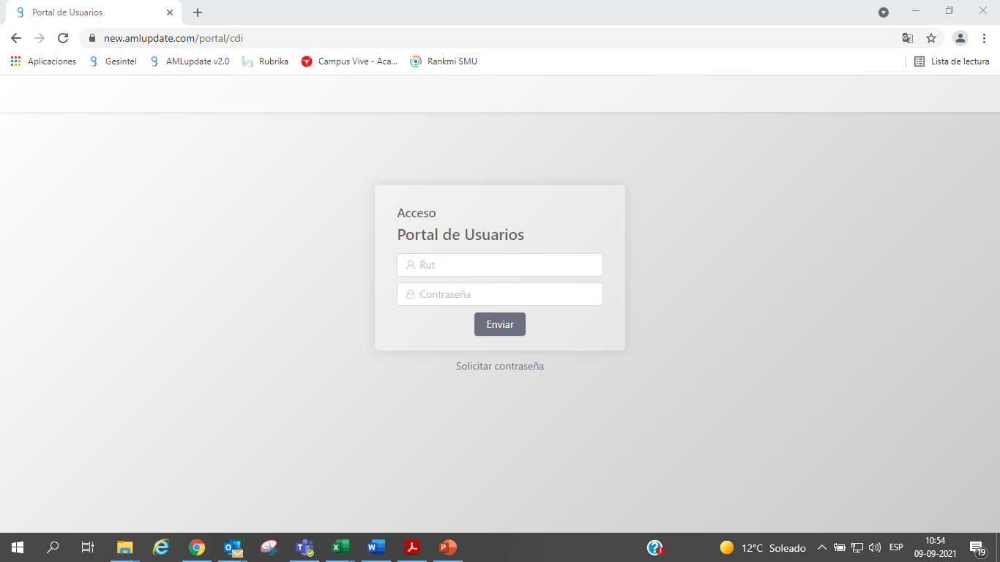 Portal de Usuarios
new.amlupdate.com/portal/cdi
Aplicaciones
Gesintel
AMLupdate v2.0
Rubrika
Campus Vive - Aca...
Rankmi SMU
Lista de lectura
Acceso
Portal de Usuarios
Rut
Contraseña
Enviar
Solicitar contraseña
12°C Soleado
ESP
10:54
09-09-2021
19